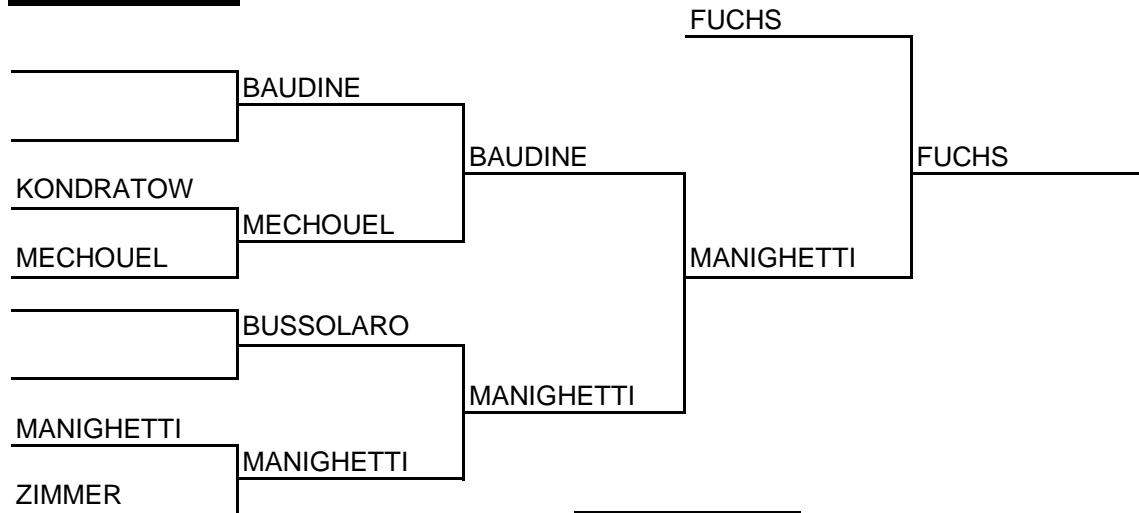 FUCHS
BAUDINE
BAUDINE
FUCHS
KONDRATOW
MECHOUEL
MECHOUEL
MANIGHETTI
BUSSOLARO
MANIGHETTI
MANIGHETTI
MANIGHETTI
ZIMMER